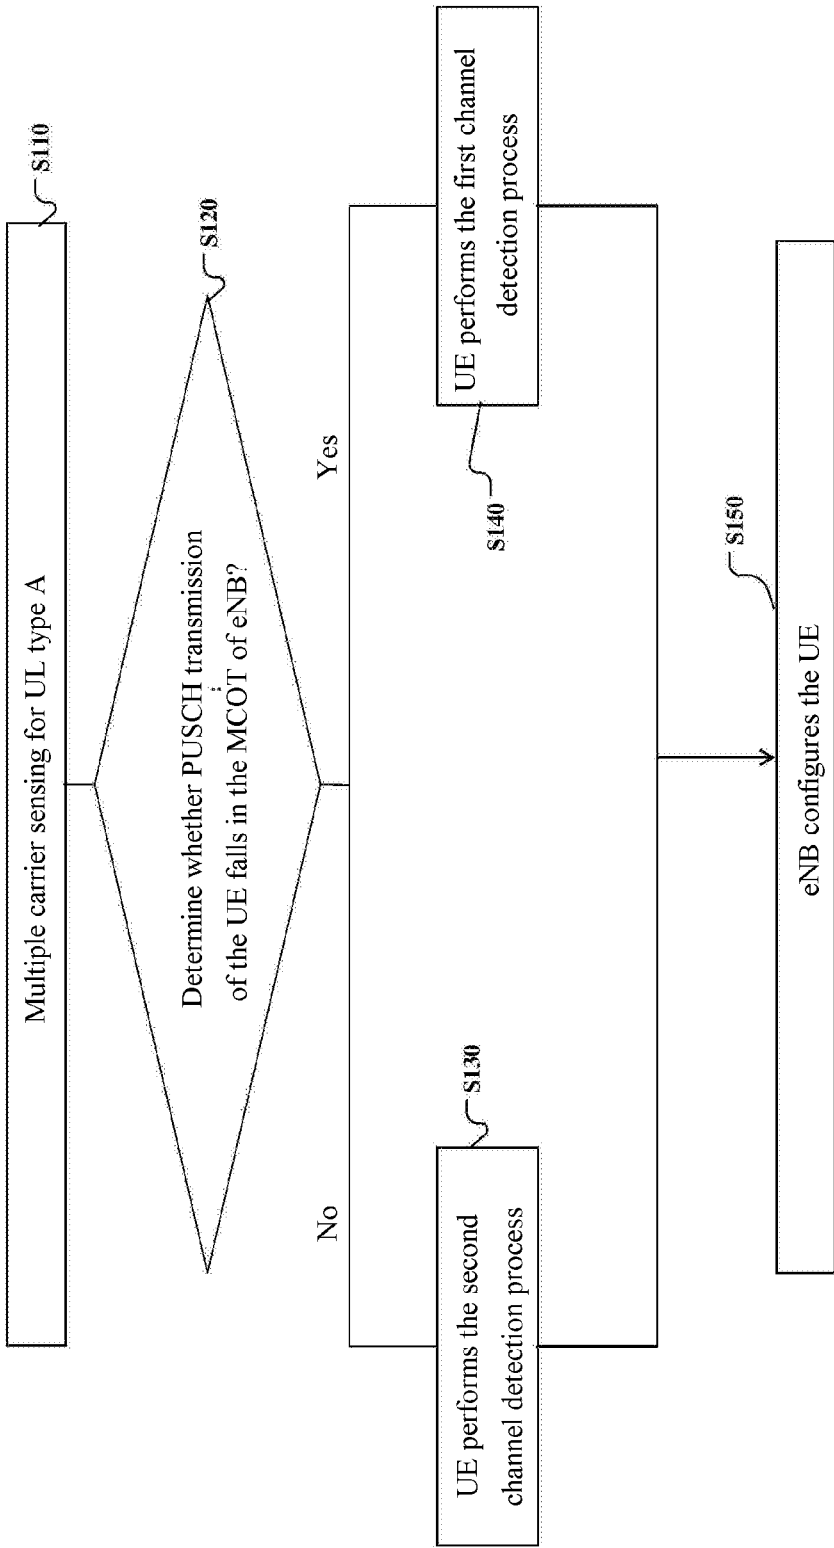 Multiple carrier sensing for UL type A
S110
Determine whether PUSCH transmission
of the UE falls in the MCOT of eNB?
S120
No
Yes
UE performs the second
channel detection process
S130
UE performs the first channel
detection process
S140
eNB configures the UE
S150